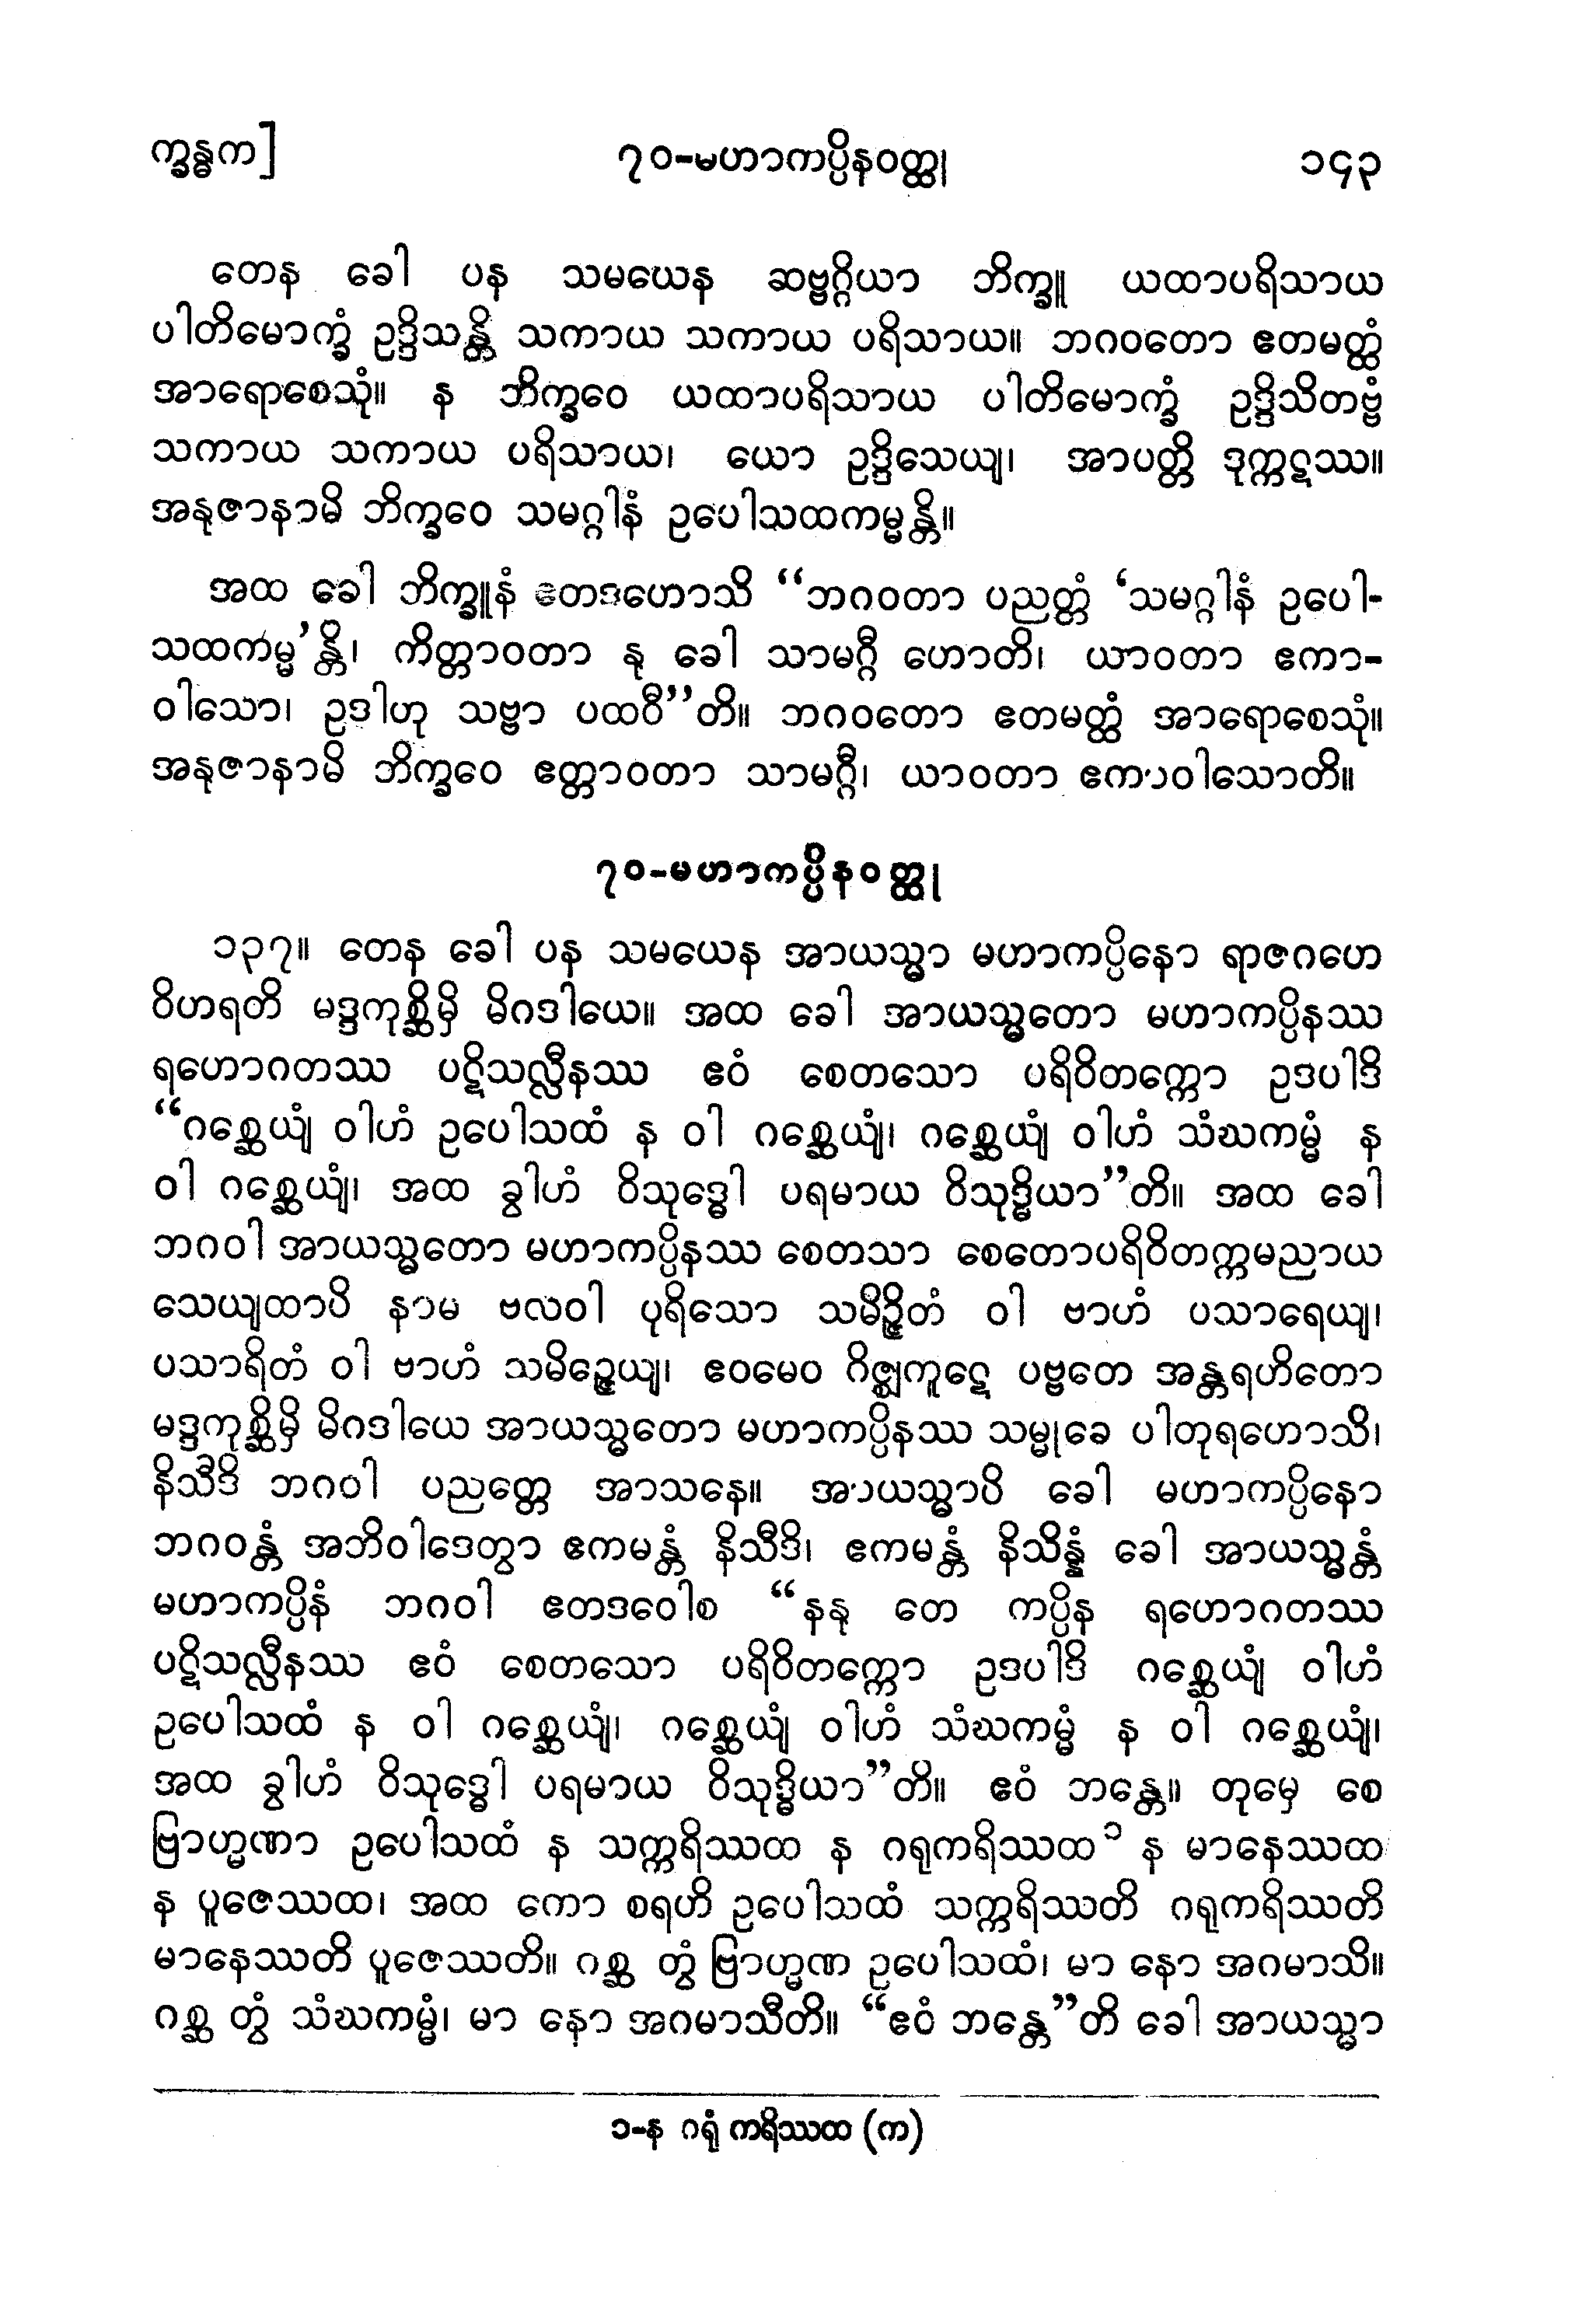 က္ခန္ဓက]
၇၀-မဟာကပ္ပိနဝတ္ထု
၁၄၃
တေန ခေါ ပန သမယေန ဆဗ္ဗဂ္ဂိယာ ဘိက္ခူ ယထာပရိသာယ
ပါတိမောက္ခံ ဥဒ္ဒိသန္တိ သကာယ သကာယ ပရိသာယ။ ဘဂဝတော ဧတမတ္ထံ
အာရောစေသုံ။ န ဘိက္ခဝေ ယထာပရိသာယ ပါတိမောက္ခံ ဥဒ္ဒိသိတဗ္ဗံ
သကာယ သကာယ ပရိသာယ၊ ယော ဥဒ္ဒိသေယျ၊ အာပတ္တိ ဒုက္ကဋဿ။
အနုဇာနာမိ ဘိက္ခဝေ သမဂ္ဂါနံ ဥပေါသထကမ္မန္တိ။
အထ ခေါ ဘိက္ခူနံ ဧတဒဟောသိ “ဘဂဝတာ ပညတ္တံ ‘သမဂ္ဂါနံ ဥပေါ-
သထကမ္မ’န္တိ၊ ကိတ္တာဝတာ နု ခေါ သာမဂ္ဂီ ဟောတိ၊ ယာဝတာ ဧကာ-
ဝါသော၊ ဥဒါဟု သဗ္ဗာ ပထဝီ”တိ။ ဘဂဝတော ဧတမတ္ထံ အာရောစေသုံ။
အနုဇာနာမိ ဘိက္ခဝေ ဧတ္တာဝတာ သာမဂ္ဂီ၊ ယာဝတာ ဧကာဝါသောတိ။
၇၀-မဟာကပ္ပိနဝတ္ထု
၁၃၇။ တေန ခေါ ပန သမယေန အာယသ္မာ မဟာကပ္ပိနော ရာဇဂဟေ
ဝိဟရတိ မဒ္ဒကုစ္ဆိမှိ မိဂဒါယေ။ အထ ခေါ အာယသ္မတော မဟာကပ္ပိနဿ
ရဟောဂတဿ ပဋိသလ္လီနဿ ဧဝံ စေတသော ပရိဝိတက္ကော ဥဒပါဒိ
“ဂစ္ဆေယျံ ဝါဟံ ဥပေါသထံ န ဝါ ဂစ္ဆေယျံ၊ ဂစ္ဆေယျံ ဝါဟံ သံဃကမ္မံ န
ဝါ ဂစ္ဆေယျံ၊ အထ ခွါဟံ ဝိသုဒ္ဓေါ ပရမာယ ဝိသုဒ္ဓိယာ”တိ။ အထ ခေါ
ဘဂဝါ အာယသ္မတော မဟာကပ္ပိနဿ စေတသာ စေတောပရိဝိတက္ကမညာယ
သေယျထာပိ နာမ ဗလဝါ ပုရိသော သမိဉ္ဇိတံ ဝါ ဗာဟံ ပသာရေယျ၊
ပသာရိတံ ဝါ ဗာဟံ သမိဉ္ဇေယျ၊ ဧဝမေဝ ဂိဇ္ဈကူဋေ ပဗ္ဗတေ အန္တရဟိတော
မဒ္ဒကုစ္ဆိမှိ မိဂဒါယေ အာယသ္မတော မဟာကပ္ပိနဿ သမ္မုခေ ပါတုရဟောသိ၊
နိသီဒိ ဘဂဝါ ပညတ္တေ အာသနေ။ အာယသ္မာပိ ခေါ မဟာကပ္ပိနော
ဘဂဝန္တံ အဘိဝါဒေတွာ ဧကမန္တံ နိသီဒိ၊ ဧကမန္တံ နိသိန္နံ ခေါ အာယသ္မန္တံ
မဟာကပ္ပိနံ ဘဂဝါ ဧတဒဝေါစ “နနု တေ ကပ္ပိန ရဟောဂတဿ
ပဋိသလ္လီနဿ ဧဝံ စေတသော ပရိဝိတက္ကော ဥဒပါဒိ ဂစ္ဆေယျံ ဝါဟံ
ဥပေါသထံ န ဝါ ဂစ္ဆေယျံ၊ ဂစ္ဆေယျံ ဝါဟံ သံဃကမ္မံ န ဝါ ဂစ္ဆေယျံ၊
အထ ခွါဟံ ဝိသုဒ္ဓေါ ပရမာယ ဝိသုဒ္ဓိယာ”တိ။ ဧဝံ ဘန္တေ။ တုမှေ စေ
ဗြာဟ္မဏာ ဥပေါသထံ န သက္ကရိဿထ န ဂရုကရိဿထ၁ န မာနေဿထ
န ပူဇေဿထ၊ အထ ကော စရဟိ ဥပေါသထံ သက္ကရိဿတိ ဂရုကရိဿတိ
မာနေဿတိ ပူဇေဿတိ။ ဂစ္ဆ တွံ ဗြာဟ္မဏ ဥပေါသထံ၊ မာ နော အဂမာသိ။
ဂစ္ဆ တွံ သံဃကမ္မံ၊ မာ နော အဂမာသီတိ။ “ဧဝံ ဘန္တေ”တိ ခေါ အာယသ္မာ
၁-န ဂရုံ ကရိဿထ (က)